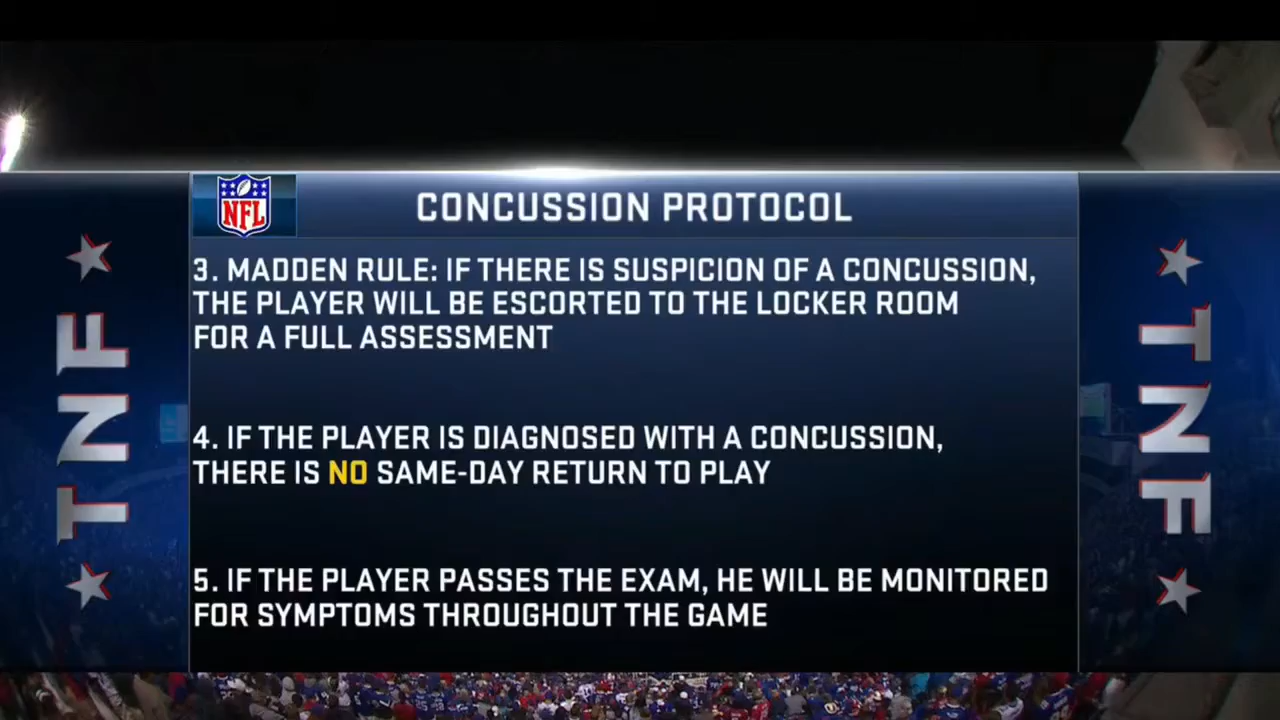 NFL
CONCUSSION PROTOCOL
3. MADDEN RULE: IF THERE IS SUSPICION OF A CONCUSSION,
THE PLAYER WILL BE ESCORTED TO THE LOCKER ROOM
FOR A FULL ASSESSMENT
4. IF THE PLAYER IS DIAGNOSED WITH A CONCUSSION,
THERE IS NO SAME-DAY RETURN TO PLAY
5. IF THE PLAYER PASSES THE EXAM, HE WILL BE MONITORED
FOR SYMPTOMS THROUGHOUT THE GAME
TNF
TNF